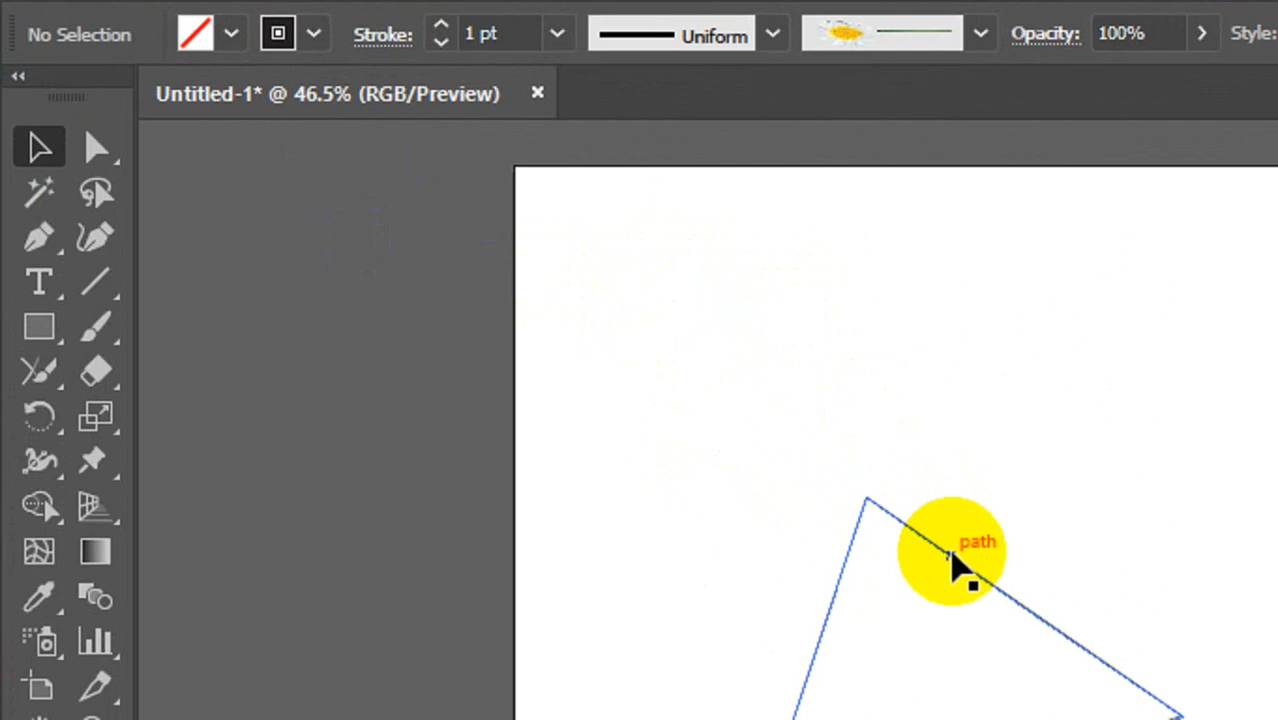 No Selection Stroke: 1 pt Uniform Opacity: 100% Style:
Untitled-1* @ 46.5% (RGB/Preview)
path